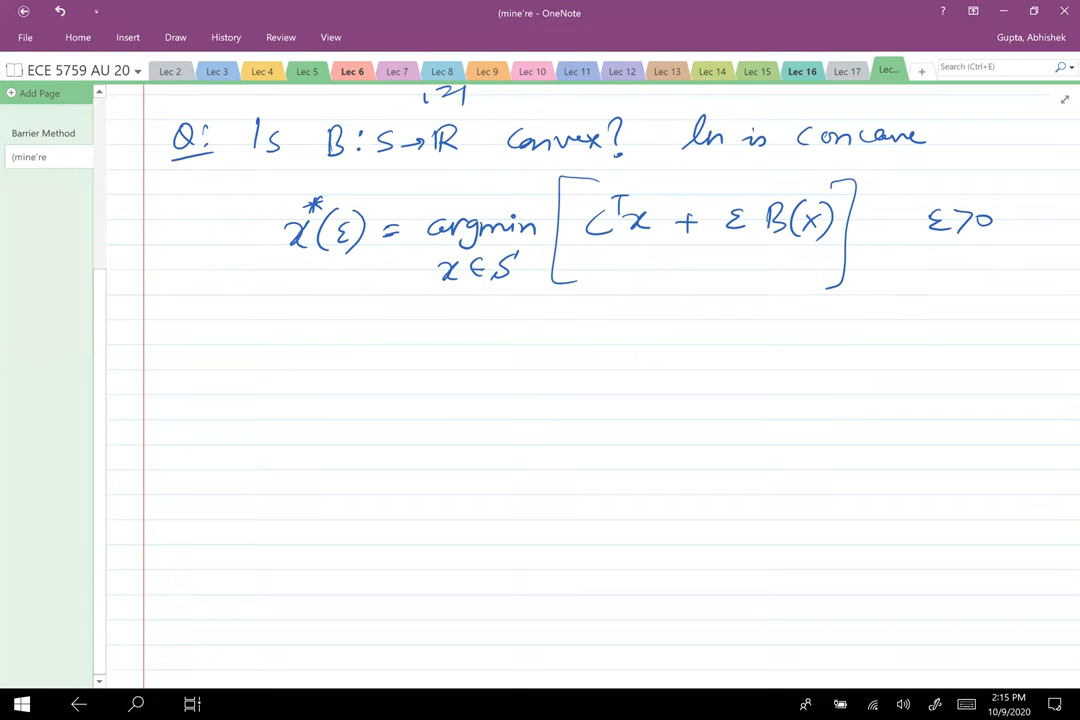 (mine're - OneNote
?
Gupta, Abhishek
File Home Insert Draw History Review View
ECE 5759 AU 20 Lec 2 Lec 3 Lec 4 Lec 5 Lec 6 Lec 7 Lec 8 Lec 9 Lec 10 Lec 11 Lec 12 Lec 13 Lec 14 Lec 15 Lec 16 Lec 17 Lec... + Search (Ctrl+E)
Add Page
Barrier Method
(mine're
Q: Is B : S → ℝ convex? ln is concave
x*(ε) = argmin [ Cᵀx + ε B(x) ] ε>0
x ∈ S
2:15 PM
10/9/2020